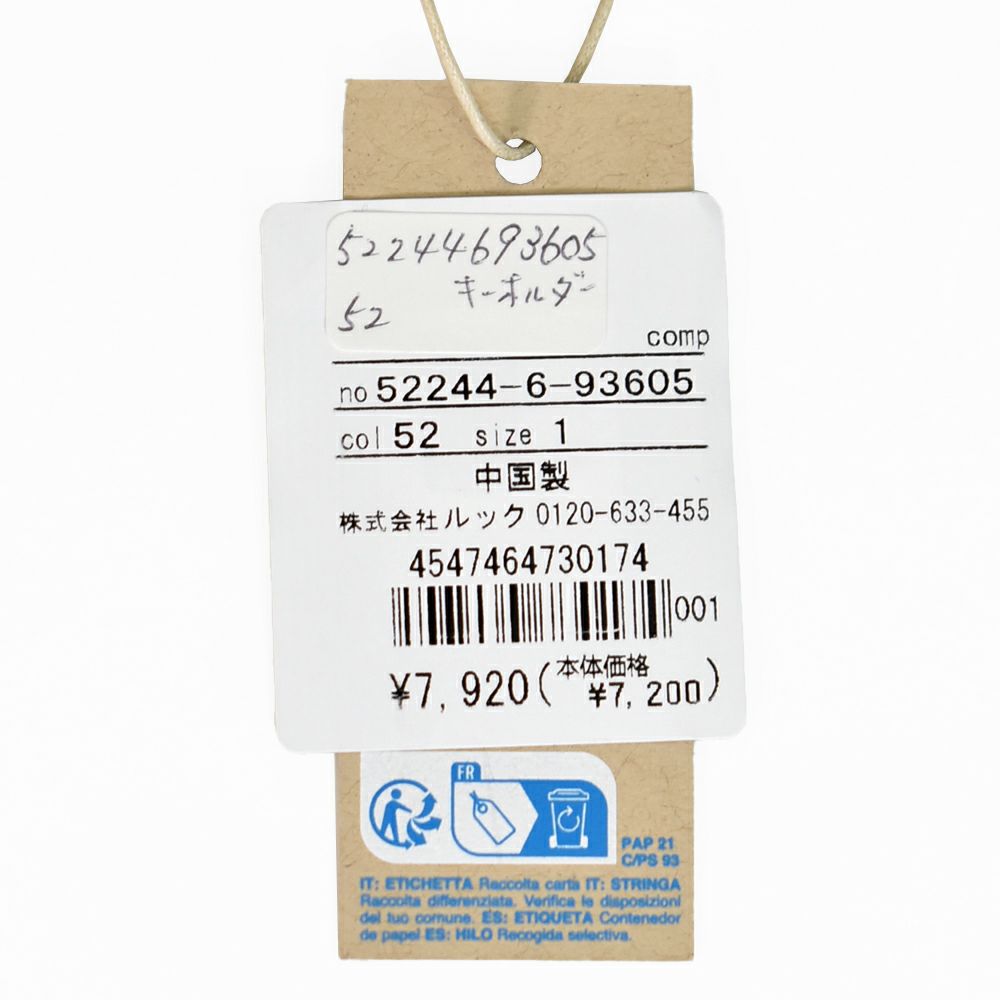 52244693605
キーホルダー
52
comp
no 52244-6-93605
col 52 size 1
中国製
株式会社ルック 0120-633-455
4547464730174
001
¥7,920(本体価格 ¥7,200)
FR
PAP 21
C/PS 93
IT: ETICHETTA Raccolta carta IT: STRINGA
Raccolta differenziata. Verifica le disposizioni
del tuo comune. ES: ETIQUETA Contenedor
de papel ES: HILO Recogida selectiva.